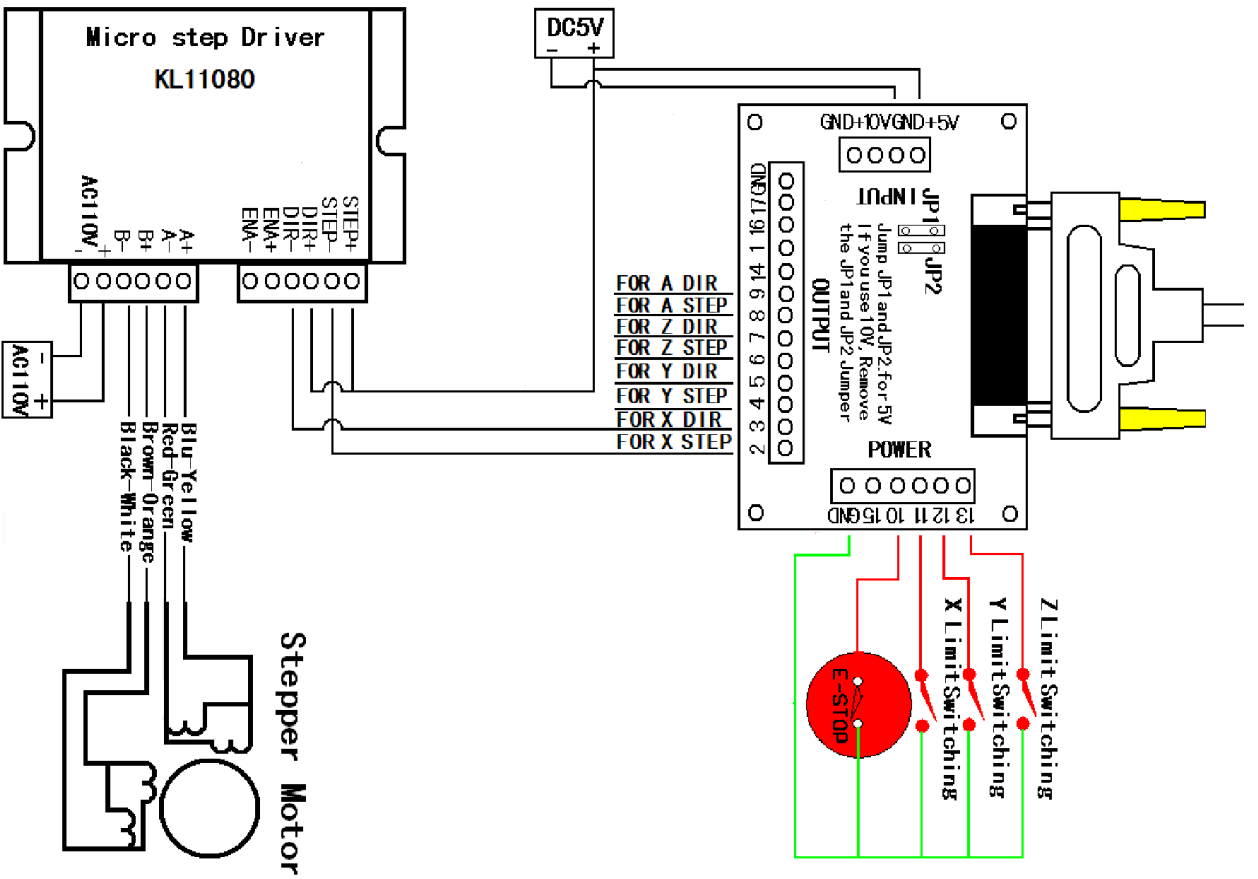 Micro step Driver
KL11080
AC110V
-
+
B-
B+
A-
A+
ENA-
ENA+
DIR-
DIR+
STEP-
STEP+
AC110V
-
+
Blu-Yellow
Red-Green
Brown-Orange
Black-White
Stepper Motor
DC5V
- +
GND+10VGND+5V
INPUT
JP1
JP2
Jump JP1and JP2 for 5V
If you use 10V, Remove
the JP1and JP2 Jumper
OUTPUT
GND
17
16
1
14
9
8
7
6
5
4
3
2
FOR A DIR
FOR A STEP
FOR Z DIR
FOR Z STEP
FOR Y DIR
FOR Y STEP
FOR X DIR
FOR X STEP
POWER
GND 15 10 11 12 13
E-STOP
X LimitSwitching
Y LimitSwitching
Z LimitSwitching